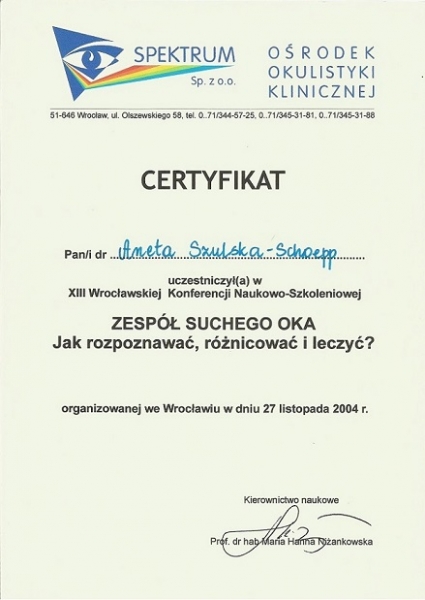 SPEKTRUM
Sp. z o.o.
OŚRODEK
OKULISTYKI
KLINICZNEJ
51-646 Wrocław, ul. Olszewskiego 58, tel. 0..71/344-57-25, 0..71/345-31-81, 0..71/345-31-88
CERTYFIKAT
Pan/i dr Aneta Szulska-Schoepp
uczestniczył(a) w
XIII Wrocławskiej Konferencji Naukowo-Szkoleniowej
ZESPÓŁ SUCHEGO OKA
Jak rozpoznawać, różnicować i leczyć?
organizowanej we Wrocławiu w dniu 27 listopada 2004 r.
Kierownictwo naukowe
Prof. dr hab Maria Hanna Niżankowska